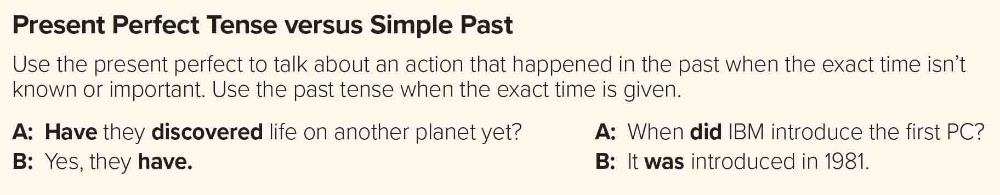 Present Perfect Tense versus Simple Past
Use the present perfect to talk about an action that happened in the past when the exact time isn’t
known or important. Use the past tense when the exact time is given.
A: Have they discovered life on another planet yet?
B: Yes, they have.
A: When did IBM introduce the first PC?
B: It was introduced in 1981.